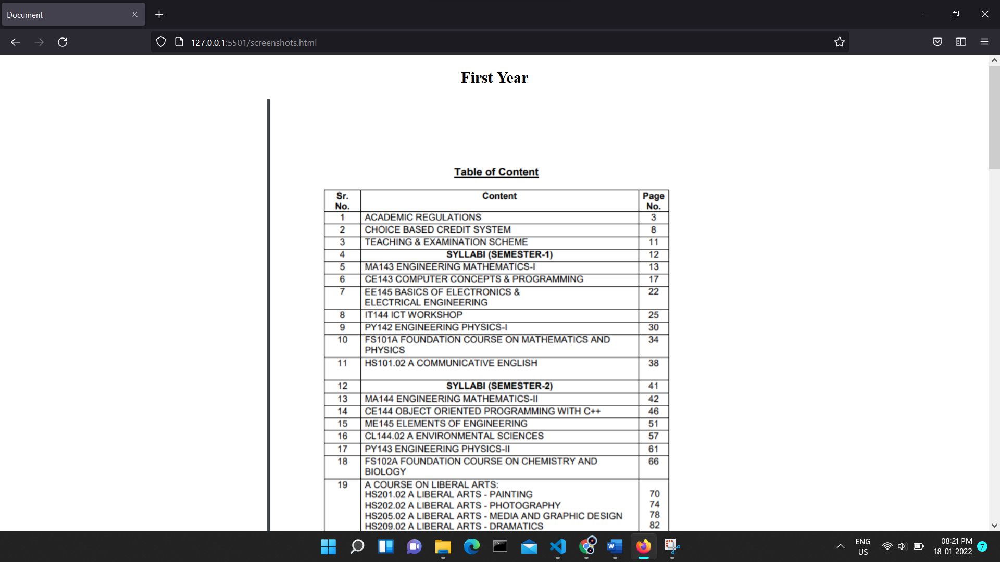 Document
127.0.0.1:5501/screenshots.html
First Year
Table of Content
Sr. No. Content Page No.
1 ACADEMIC REGULATIONS 3
2 CHOICE BASED CREDIT SYSTEM 8
3 TEACHING & EXAMINATION SCHEME 11
4 SYLLABI (SEMESTER-1) 12
5 MA143 ENGINEERING MATHEMATICS-I 13
6 CE143 COMPUTER CONCEPTS & PROGRAMMING 17
7 EE145 BASICS OF ELECTRONICS & 22
ELECTRICAL ENGINEERING
8 IT144 ICT WORKSHOP 25
9 PY142 ENGINEERING PHYSICS-I 30
10 FS101A FOUNDATION COURSE ON MATHEMATICS AND 34
PHYSICS
11 HS101.02 A COMMUNICATIVE ENGLISH 38
12 SYLLABI (SEMESTER-2) 41
13 MA144 ENGINEERING MATHEMATICS-II 42
14 CE144 OBJECT ORIENTED PROGRAMMING WITH C++ 46
15 ME145 ELEMENTS OF ENGINEERING 51
16 CL144.02 A ENVIRONMENTAL SCIENCES 57
17 PY143 ENGINEERING PHYSICS-II 61
18 FS102A FOUNDATION COURSE ON CHEMISTRY AND 66
BIOLOGY
19 A COURSE ON LIBERAL ARTS:
HS201.02 A LIBERAL ARTS - PAINTING 70
HS202.02 A LIBERAL ARTS - PHOTOGRAPHY 74
HS205.02 A LIBERAL ARTS - MEDIA AND GRAPHIC DESIGN 78
HS209.02 A LIBERAL ARTS - DRAMATICS 82
ENG
US
08:21 PM
18-01-2022
7